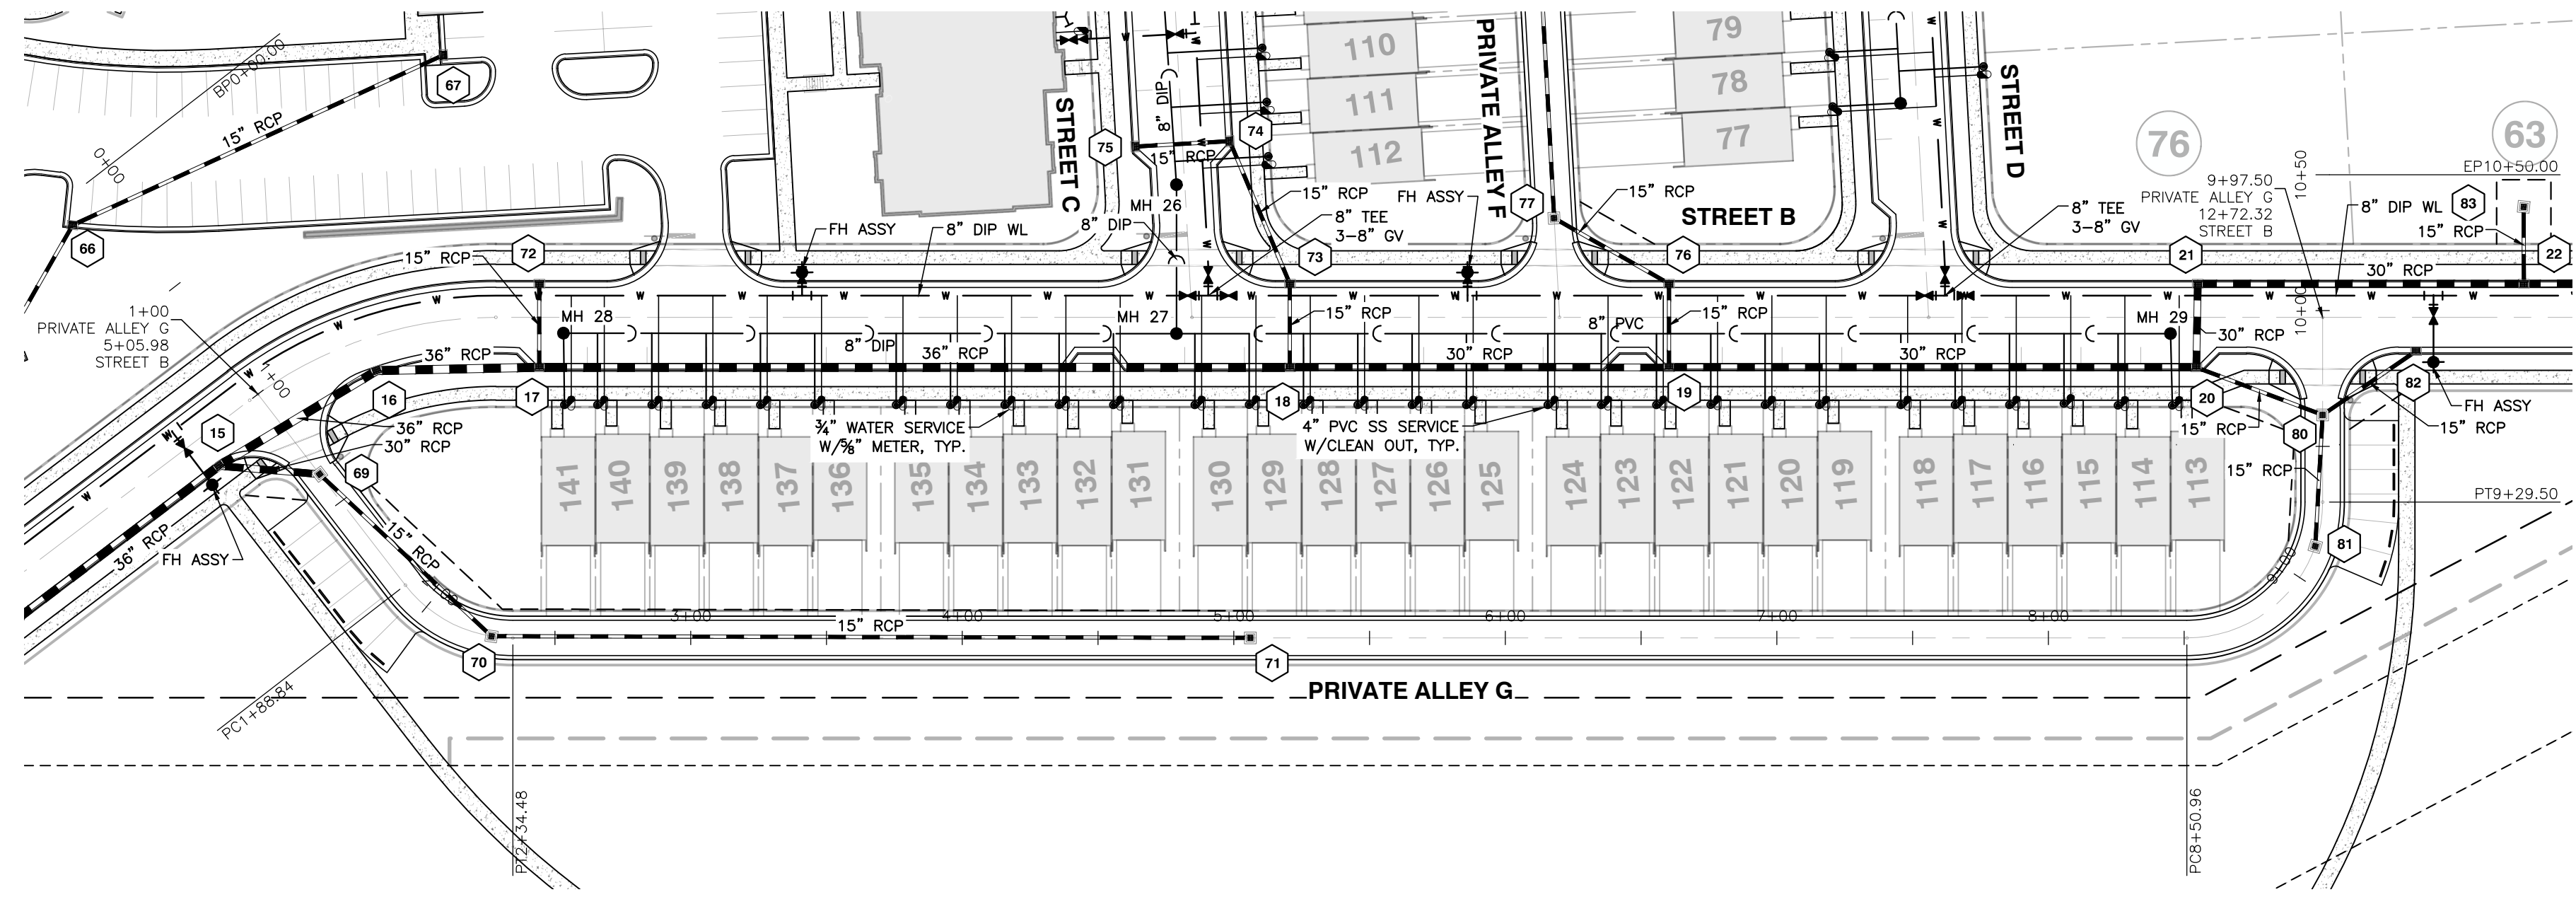 BP0+00.00
0+00
15" RCP
67
66
STREET C
75
8" DIP
74
15" RCP
MH 26
110
111
112
PRIVATE ALLEY F
79
78
77
STREET D
76
63
EP10+50.00
10+50
9+97.50
PRIVATE ALLEY G
12+72.32
STREET B
83
8" DIP WL
15" RCP
22
8" TEE
3-8" GV
21
30" RCP
10+00
STREET B
15" RCP
77
76
FH ASSY
15" RCP
8" TEE
3-8" GV
73
8" DIP
8" DIP WL
FH ASSY
72
15" RCP
W
1+00
PRIVATE ALLEY G
5+05.98
STREET B
1+00
MH 28
MH 27
15" RCP
8" PVC
15" RCP
MH 29
30" RCP
8" DIP
36" RCP
36" RCP
30" RCP
30" RCP
16
17
18
19
20
82
15
36" RCP
30" RCP
3/4" WATER SERVICE
W/5/8" METER, TYP.
4" PVC SS SERVICE
W/CLEAN OUT, TYP.
15" RCP
80
FH ASSY
15" RCP
69
15" RCP
141
140
139
138
137
136
135
134
133
132
131
130
129
128
127
126
125
124
123
122
121
120
119
118
117
116
115
114
113
PT9+29.50
81
9+00
36" RCP
FH ASSY
15" RCP
2+00
3+00
4+00
5+00
6+00
7+00
8+00
15" RCP
70
71
PRIVATE ALLEY G
PC1+88.84
PT2+34.48
PC8+50.96